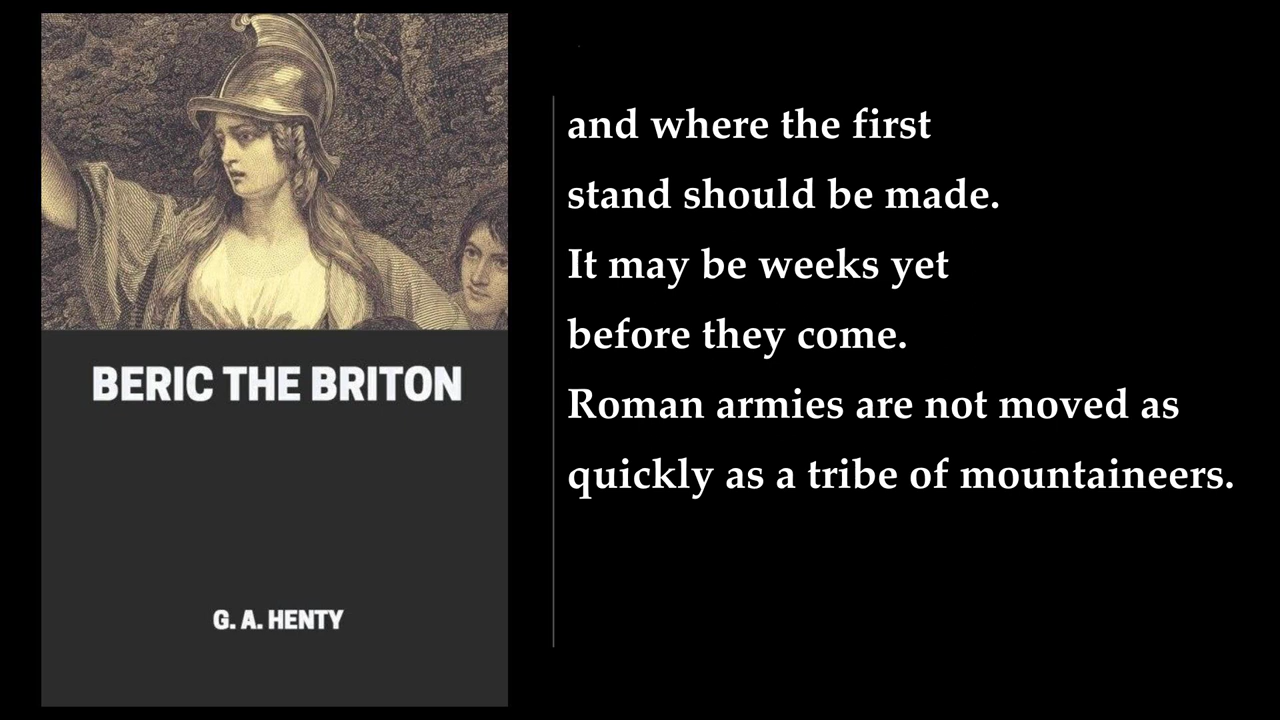 BERIC THE BRITON
G. A. HENTY
and where the first
stand should be made.
It may be weeks yet
before they come.
Roman armies are not moved as
quickly as a tribe of mountaineers.